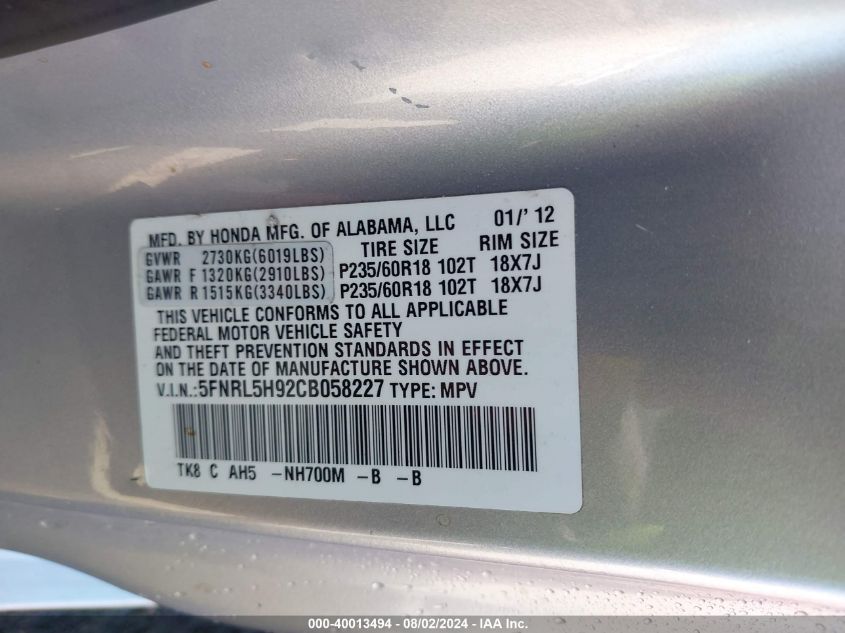 MFD. BY HONDA MFG. OF ALABAMA, LLC 01/' 12
TIRE SIZE RIM SIZE
GVWR 2730KG(6019LBS)
GAWR F 1320KG(2910LBS) P235/60R18 102T 18X7J
GAWR R 1515KG(3340LBS) P235/60R18 102T 18X7J
THIS VEHICLE CONFORMS TO ALL APPLICABLE
FEDERAL MOTOR VEHICLE SAFETY
AND THEFT PREVENTION STANDARDS IN EFFECT
ON THE DATE OF MANUFACTURE SHOWN ABOVE.
V.I.N.:5FNRL5H92CB058227 TYPE: MPV
TK8 C AH5 -NH700M -B -B
000-40013494 - 08/02/2024 - IAA Inc.